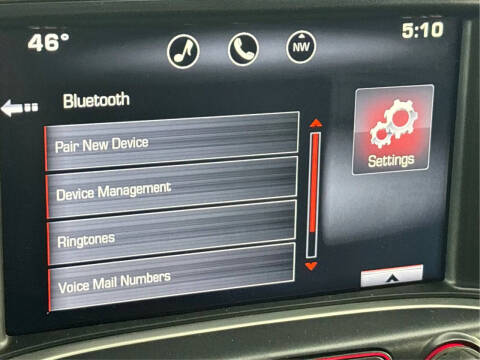 46°
NW
5:10
Bluetooth
Pair New Device
Device Management
Ringtones
Voice Mail Numbers
Settings